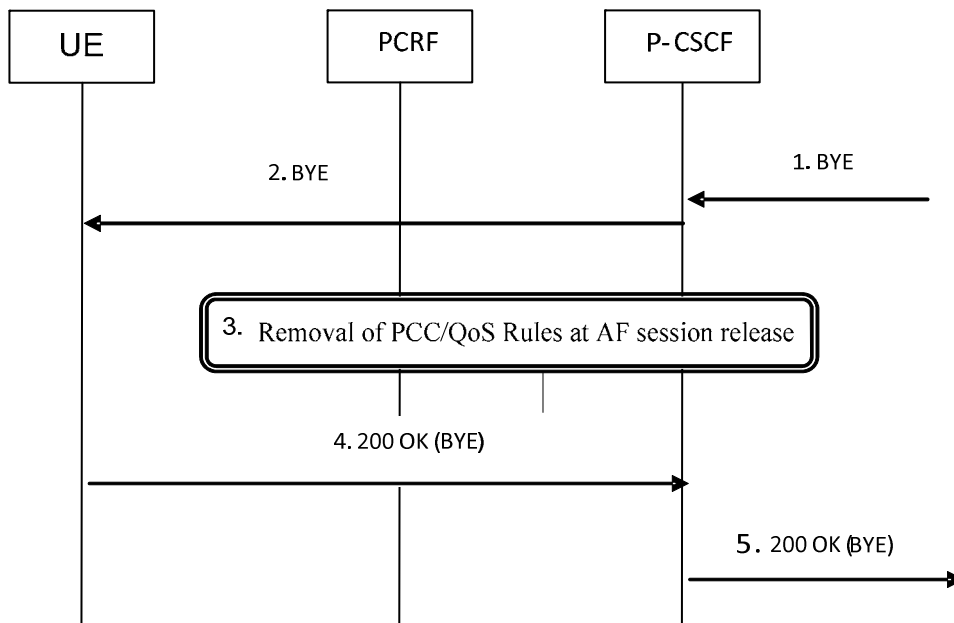 UE
PCRF
P-CSCF
1. BYE
2. BYE
3. Removal of PCC/QoS Rules at AF session release
4. 200 OK (BYE)
5. 200 OK (BYE)